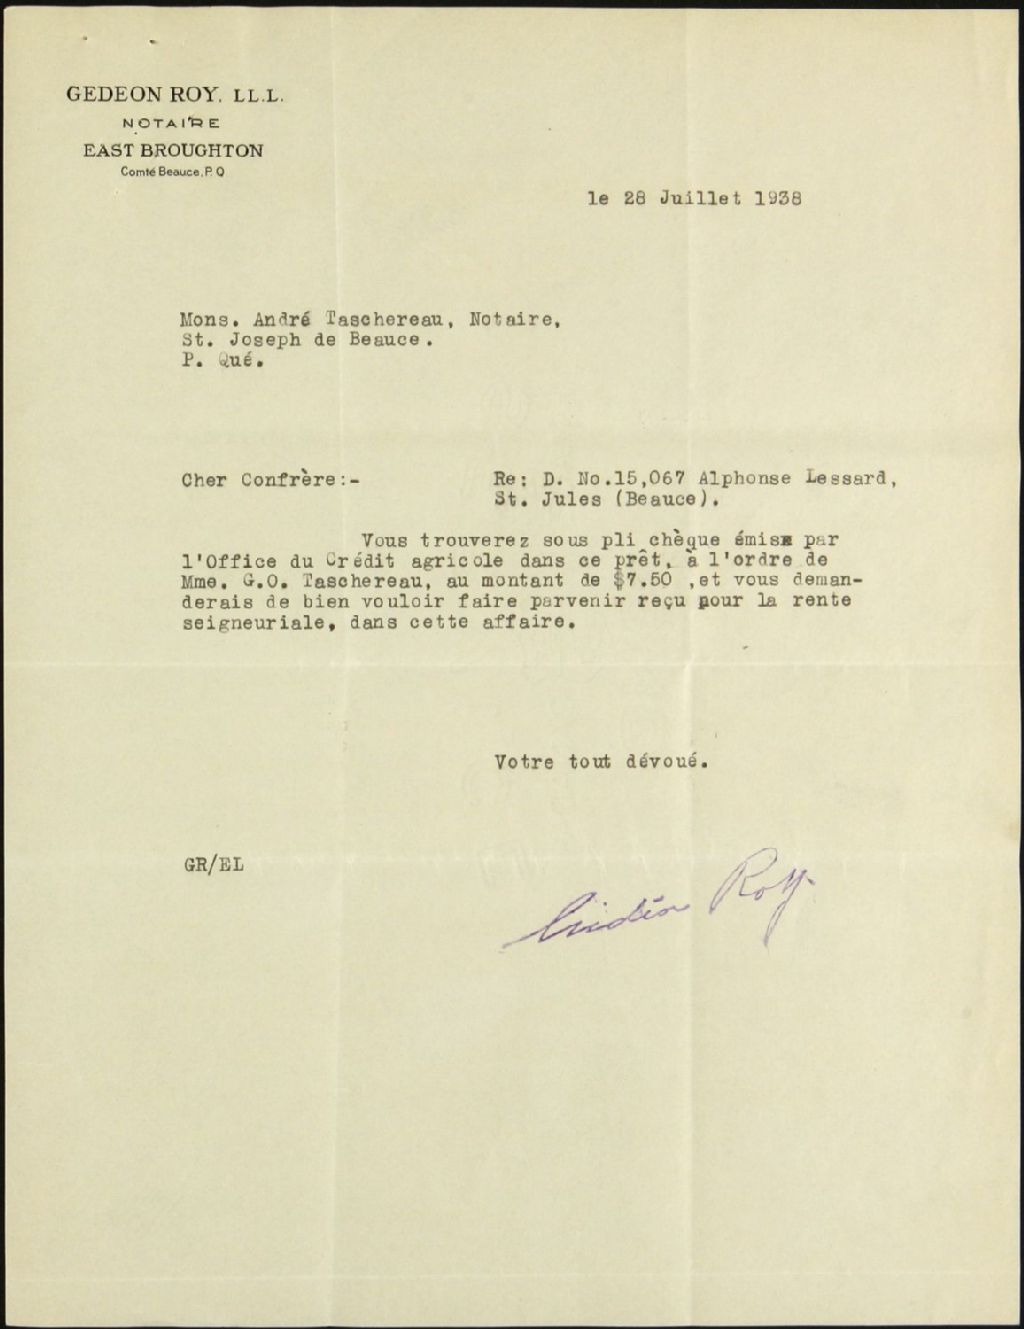 GEDEON ROY, LL.L.
NOTAIRE
EAST BROUGHTON
Comté Beauce, P. Q
le 28 Juillet 1938
Mons. André Taschereau, Notaire,
St. Joseph de Beauce.
P. Qué.
Cher Confrère:- Re: D. No.15,067 Alphonse Lessard,
St. Jules (Beauce).
Vous trouverez sous pli chèque émis par
l'Office du Crédit agricole dans ce prêt, à l'ordre de
Mme. G.O. Taschereau, au montant de $7.50 ,et vous deman-
derais de bien vouloir faire parvenir reçu pour la rente
seigneuriale, dans cette affaire.
Votre tout dévoué.
GR/EL
Gédéon Roy.